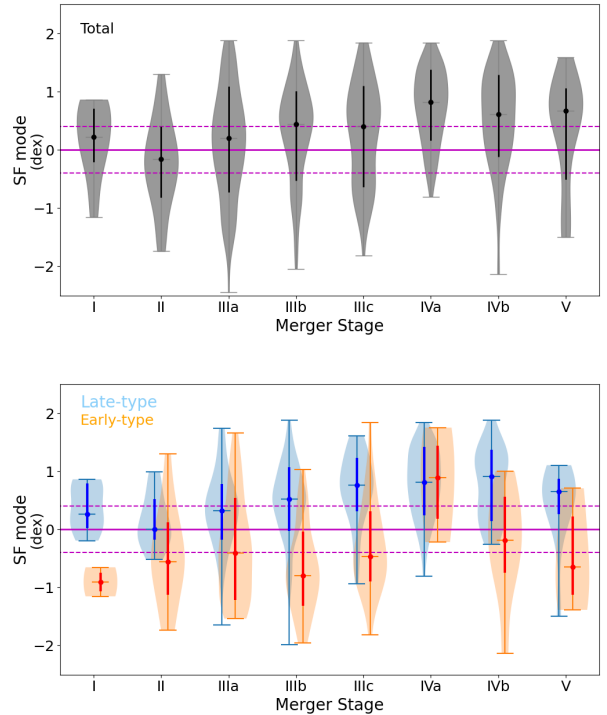 Total
2
1
0
−1
−2
SF mode
(dex)
I II IIIa IIIb IIIc IVa IVb V
Merger Stage
Late-type
Early-type
2
1
0
−1
−2
SF mode
(dex)
I II IIIa IIIb IIIc IVa IVb V
Merger Stage